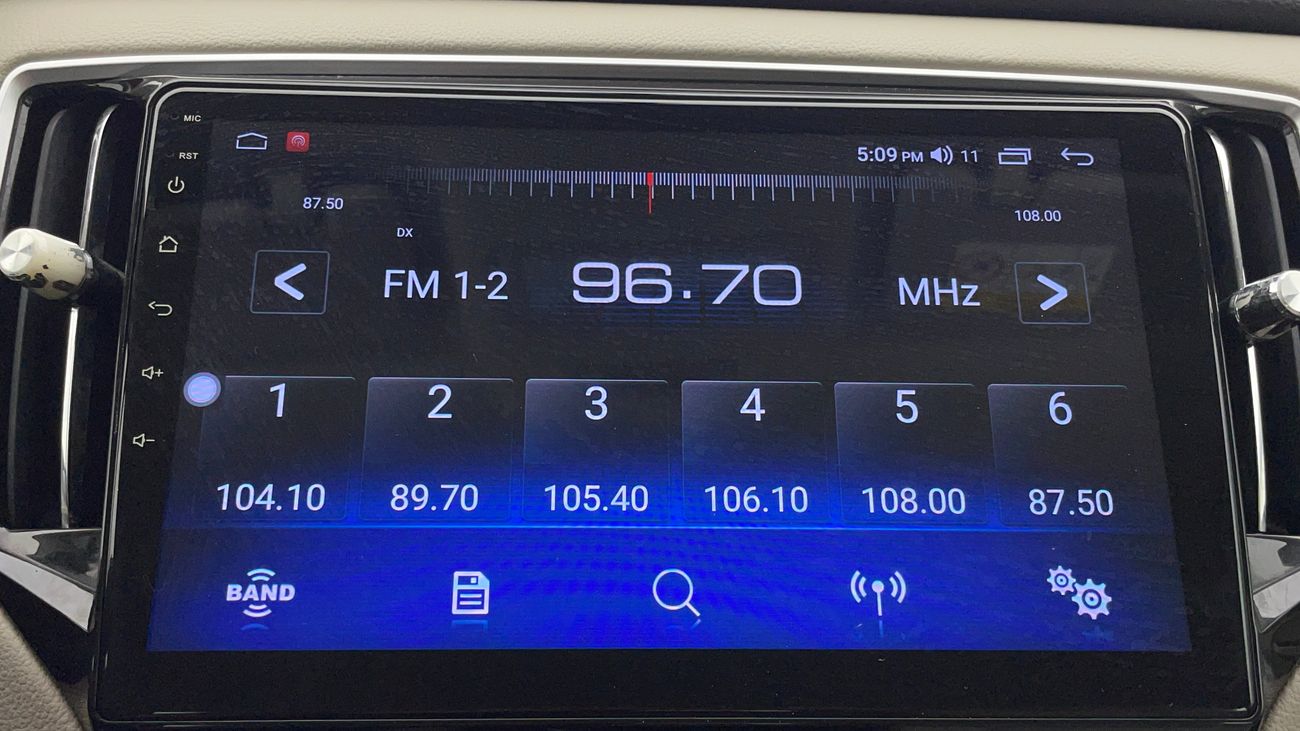 MIC
RST
5:09 PM 11
87.50
108.00
DX
FM 1-2 96.70 MHz
1 2 3 4 5 6
104.10 89.70 105.40 106.10 108.00 87.50
BAND